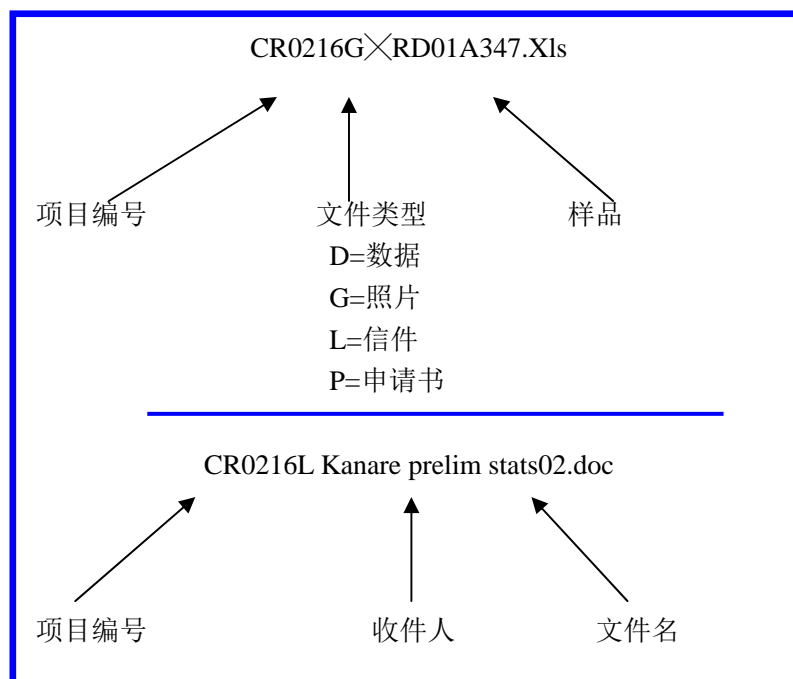 CR0216G╳RD01A347.Xls
项目编号 文件类型 样品
D=数据
G=照片
L=信件
P=申请书
CR0216L Kanare prelim stats02.doc
项目编号 收件人 文件名